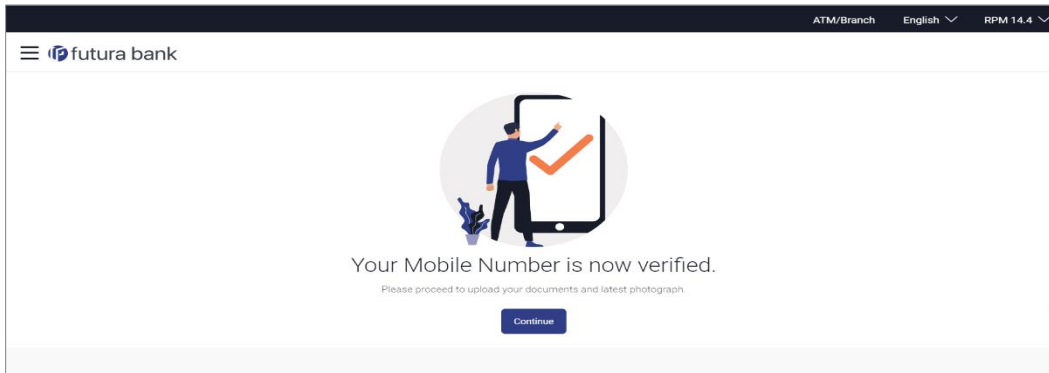 ATM/Branch English RPM 14.4
futura bank
Your Mobile Number is now verified.
Please proceed to upload your documents and latest photograph.
Continue